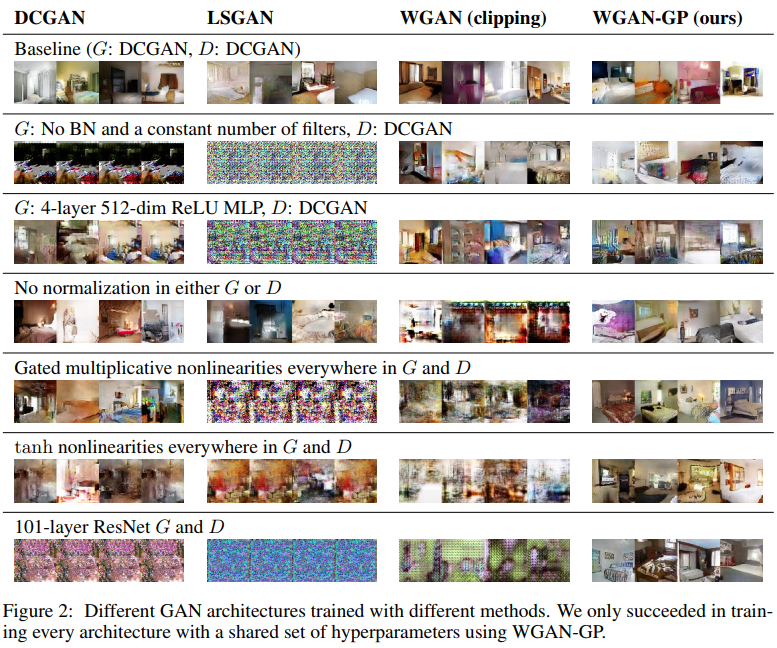 DCGAN LSGAN WGAN (clipping) WGAN-GP (ours)
Baseline (G: DCGAN, D: DCGAN)
G: No BN and a constant number of filters, D: DCGAN
G: 4-layer 512-dim ReLU MLP, D: DCGAN
No normalization in either G or D
Gated multiplicative nonlinearities everywhere in G and D
tanh nonlinearities everywhere in G and D
101-layer ResNet G and D
Figure 2: Different GAN architectures trained with different methods. We only succeeded in train-
ing every architecture with a shared set of hyperparameters using WGAN-GP.